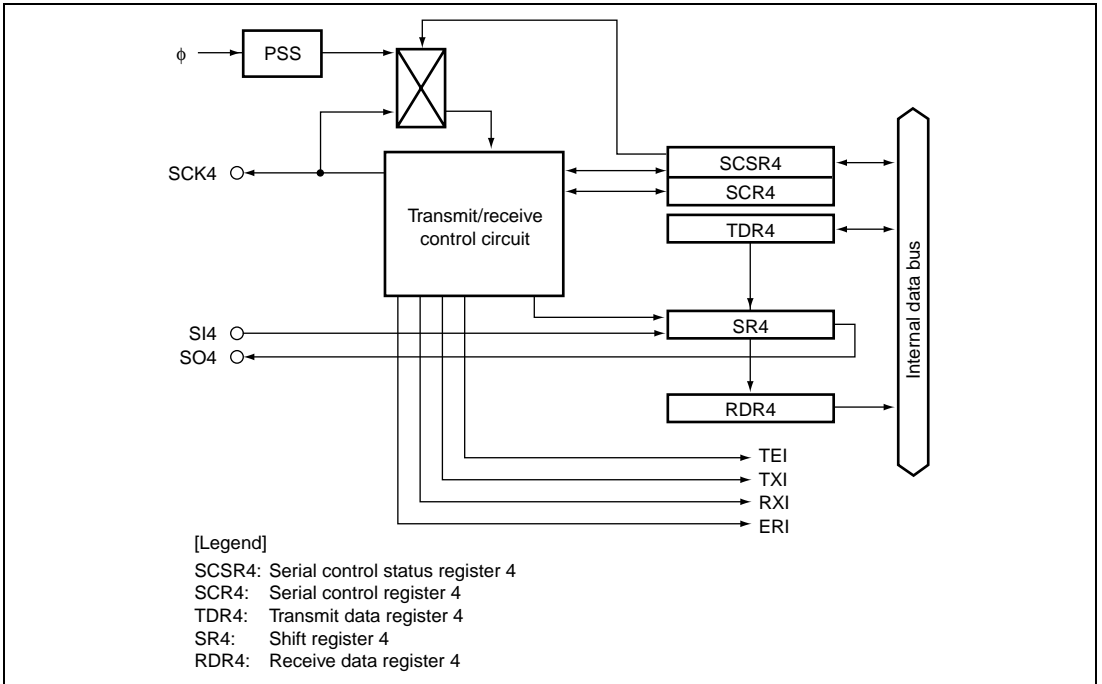 ϕ
PSS
SCK4
Transmit/receive
control circuit
SCSR4
SCR4
TDR4
SI4
SO4
SR4
RDR4
Internal data bus
TEI
TXI
RXI
ERI
[Legend]
SCSR4: Serial control status register 4
SCR4: Serial control register 4
TDR4: Transmit data register 4
SR4: Shift register 4
RDR4: Receive data register 4